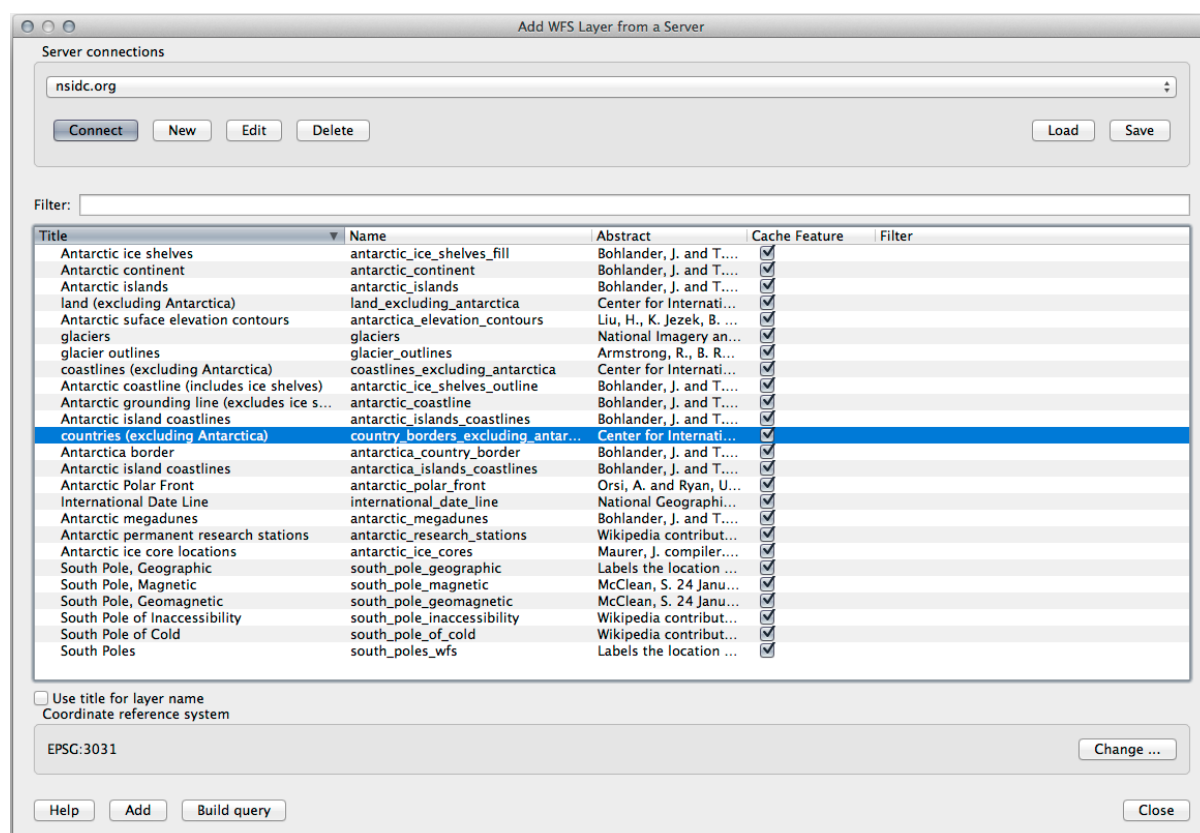 Add WFS Layer from a Server
Server connections
nsidc.org
Connect New Edit Delete Load Save
Filter:
Title Name Abstract Cache Feature Filter
Antarctic ice shelves antarctic_ice_shelves_fill Bohlander, J. and T....
Antarctic continent antarctic_continent Bohlander, J. and T....
Antarctic islands antarctic_islands Bohlander, J. and T....
land (excluding Antarctica) land_excluding_antarctica Center for Internati...
Antarctic suface elevation contours antarctica_elevation_contours Liu, H., K. Jezek, B. ...
glaciers glaciers National Imagery an...
glacier outlines glacier_outlines Armstrong, R., B. R...
coastlines (excluding Antarctica) coastlines_excluding_antarctica Center for Internati...
Antarctic coastline (includes ice shelves) antarctic_ice_shelves_outline Bohlander, J. and T....
Antarctic grounding line (excludes ice s... antarctic_coastline Bohlander, J. and T....
Antarctic island coastlines antarctic_islands_coastlines Bohlander, J. and T....
countries (excluding Antarctica) country_borders_excluding_antar... Center for Internati...
Antarctica border antarctica_country_border Bohlander, J. and T....
Antarctic island coastlines antarctica_islands_coastlines Bohlander, J. and T....
Antarctic Polar Front antarctic_polar_front Orsi, A. and Ryan, U...
International Date Line international_date_line National Geographi...
Antarctic megadunes antarctic_megadunes Bohlander, J. and T....
Antarctic permanent research stations antarctic_research_stations Wikipedia contribut...
Antarctic ice core locations antarctic_ice_cores Maurer, J. compiler....
South Pole, Geographic south_pole_geographic Labels the location ...
South Pole, Magnetic south_pole_magnetic McClean, S. 24 Janu...
South Pole, Geomagnetic south_pole_geomagnetic McClean, S. 24 Janu...
South Pole of Inaccessibility south_pole_inaccessibility Wikipedia contribut...
South Pole of Cold south_pole_of_cold Wikipedia contribut...
South Poles south_poles_wfs Labels the location ...
Use title for layer name
Coordinate reference system
EPSG:3031 Change ...
Help Add Build query Close